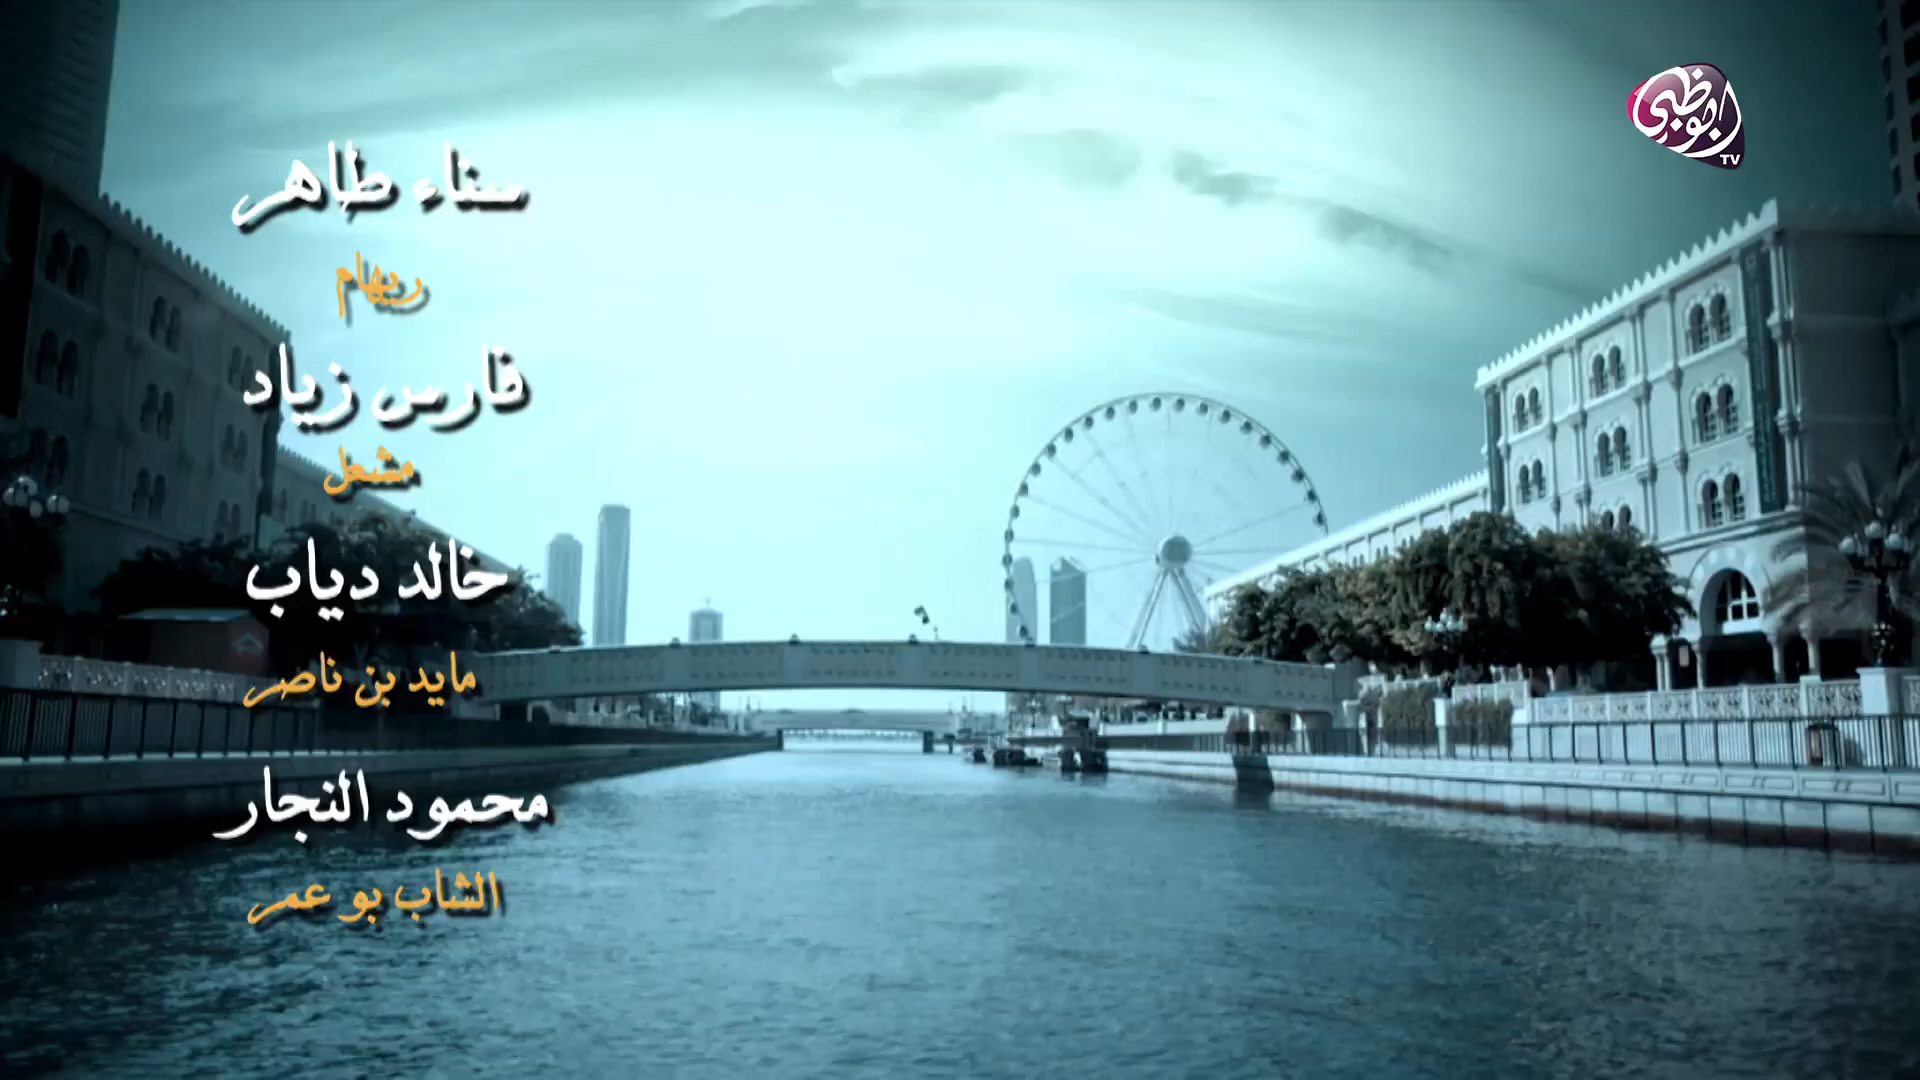 أبوظبي
TV
سناء طاهر
ريهام
فارس زياد
مشعل
خالد دياب
مايد بن ناصر
محمود النجار
الشاب بو عمر